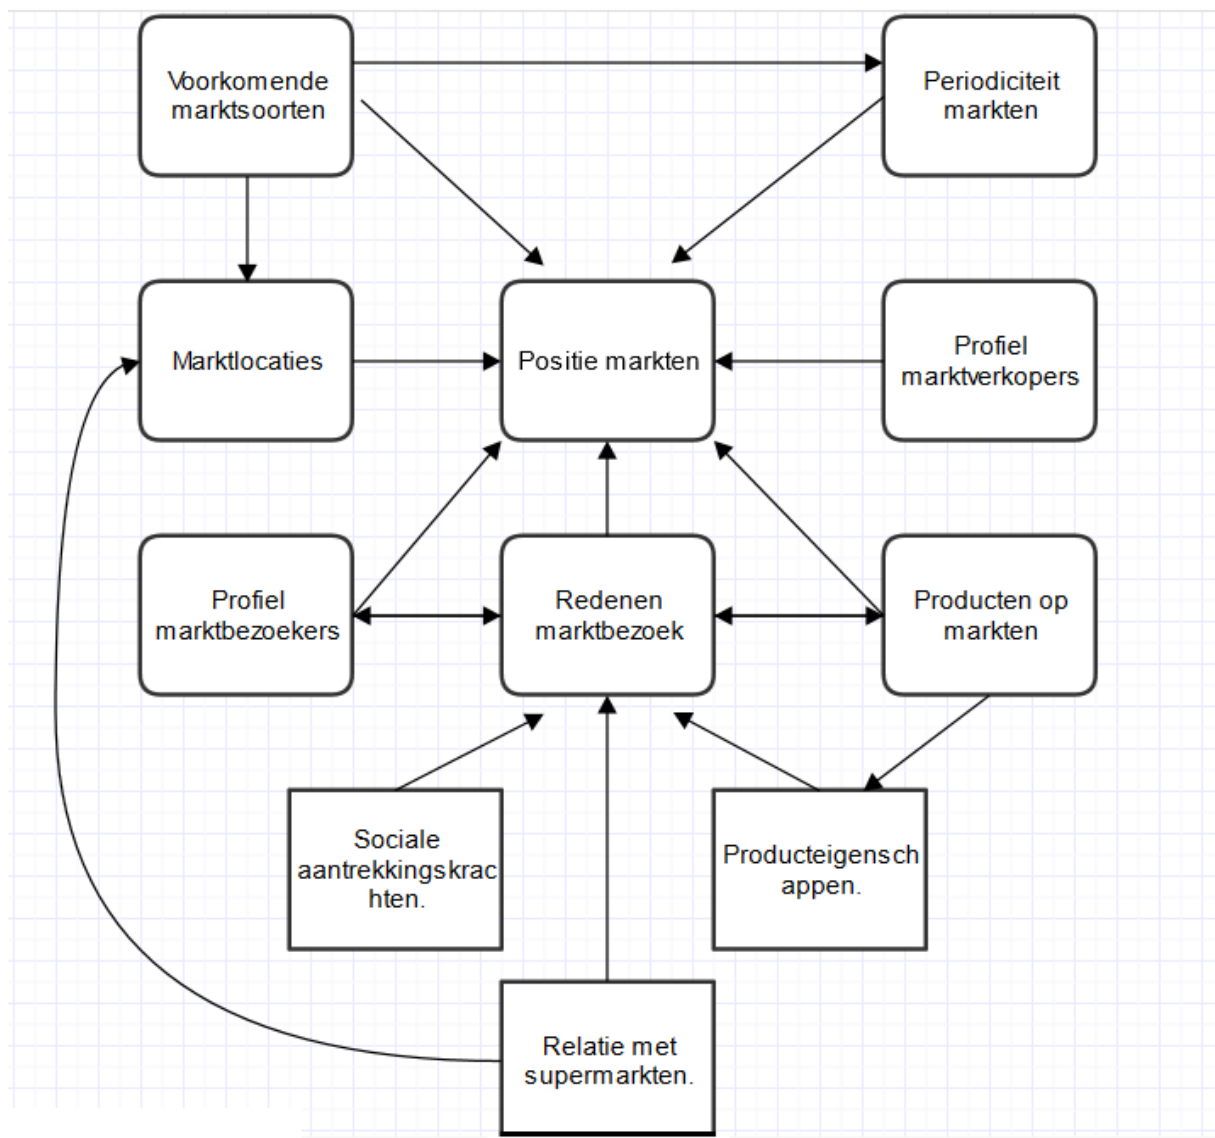 Voorkomende
marktsoorten
Periodiciteit
markten
Marktlocaties
Positie markten
Profiel
marktverkopers
Profiel
marktbezoekers
Redenen
marktbezoek
Producten op
markten
Sociale
aantrekkingskrac
hten.
Producteigensch
appen.
Relatie met
supermarkten.